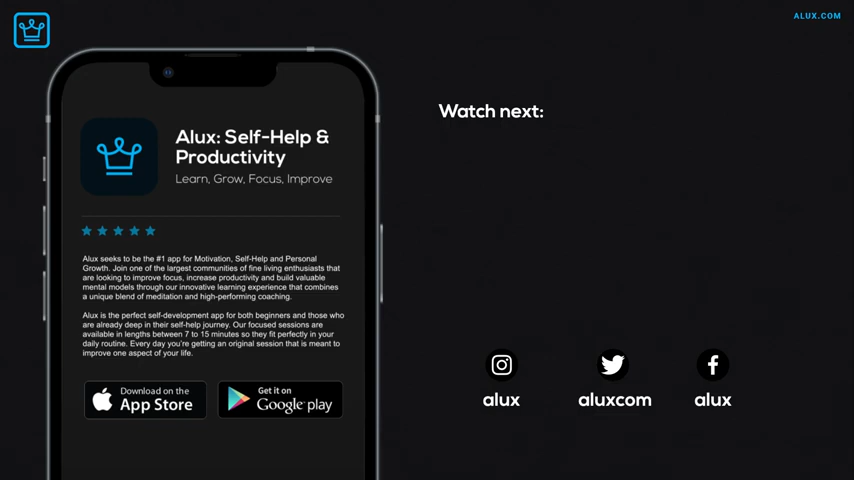 ALUX.COM
Alux: Self-Help &
Productivity
Learn, Grow, Focus, Improve
Alux seeks to be the #1 app for Motivation, Self-Help and Personal
Growth. Join one of the largest communities of fine living enthusiasts that
are looking to improve focus, increase productivity and build valuable
mental models through our innovative learning experience that combines
a unique blend of meditation and high-performing coaching.
Alux is the perfect self-development app for both beginners and those who
are already deep in their self-help journey. Our focused sessions are
available in lengths between 7 to 15 minutes so they fit perfectly in your
daily routine. Every day you're getting an original session that is meant to
improve one aspect of your life.
Download on the
App Store
Get it on
Google play
Watch next:
alux
aluxcom
alux